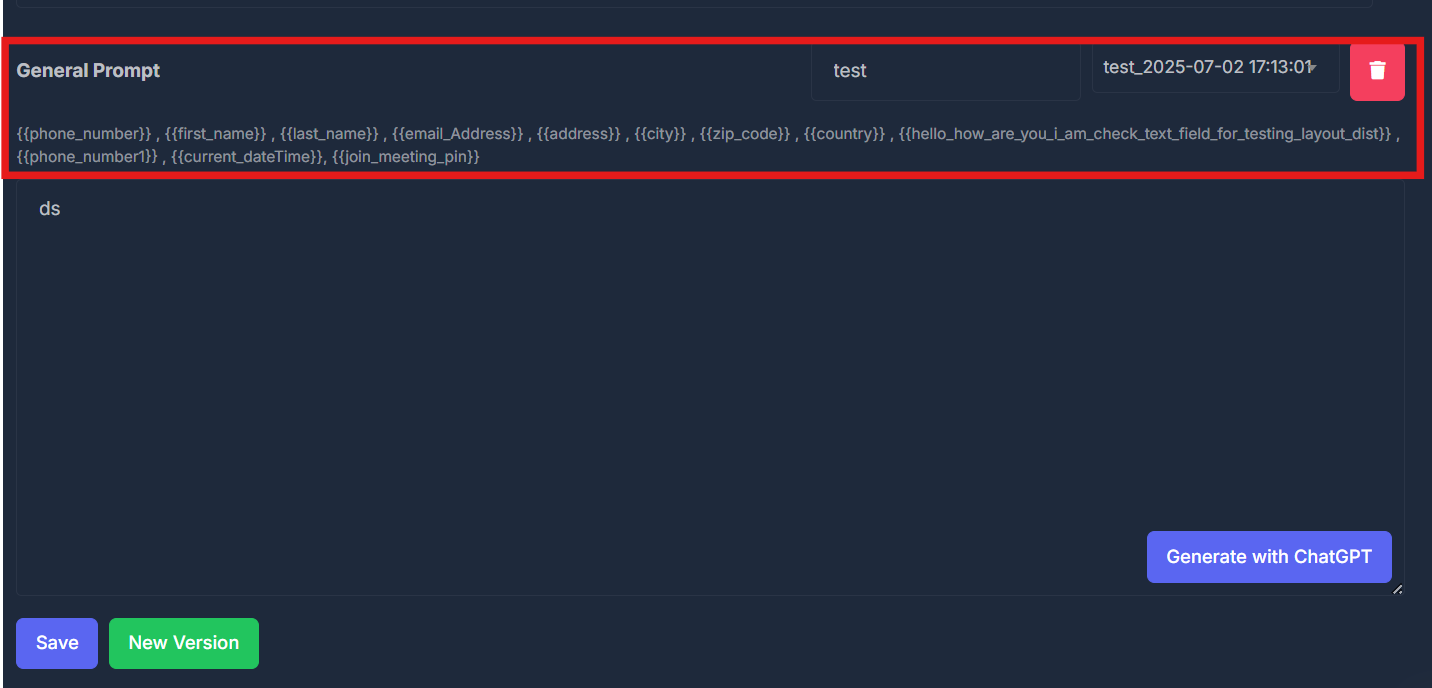 General Prompt
test
test_2025-07-02 17:13:01
{{phone_number}} , {{first_name}} , {{last_name}} , {{email_Address}} , {{address}} , {{city}} , {{zip_code}} , {{country}} , {{hello_how_are_you_i_am_check_text_field_for_testing_layout_dist}} ,
{{phone_number1}} , {{current_dateTime}}, {{join_meeting_pin}}
ds
Generate with ChatGPT
Save
New Version